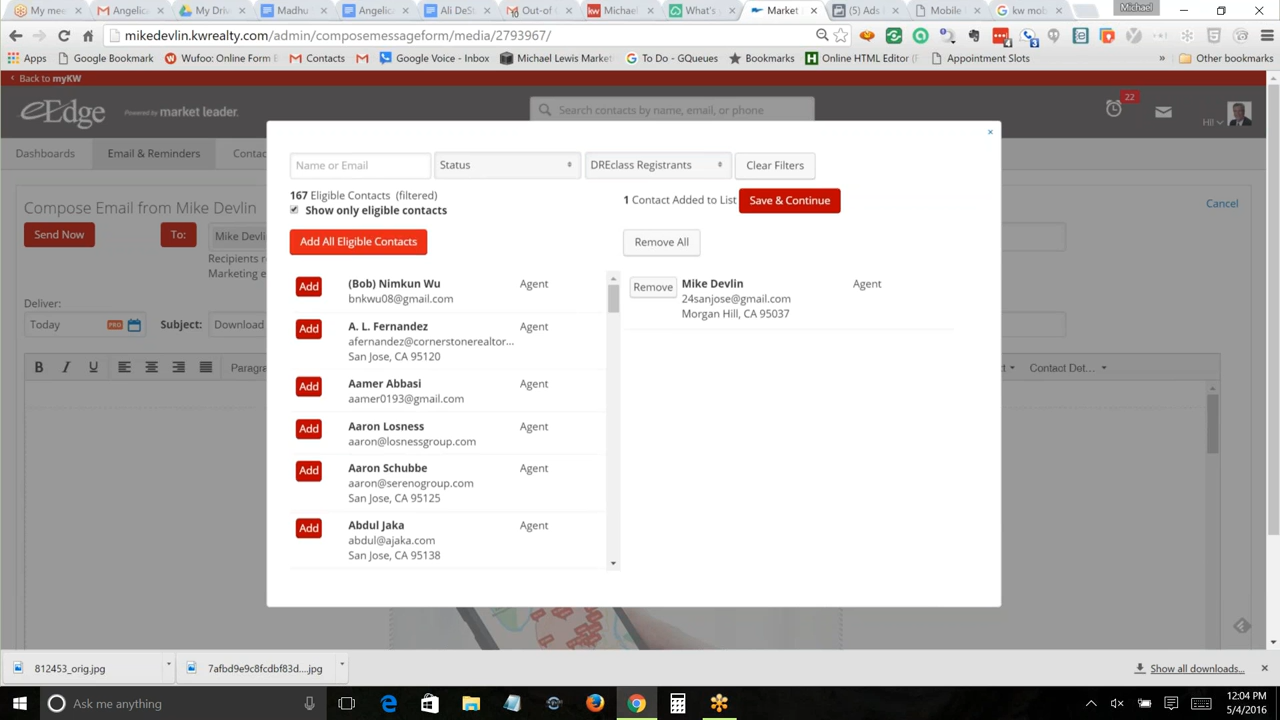 My me
Angelic
My Driv
Madhu
Angelica
Ali DeS
Out-of
Michael
What's
Market
(5) Ads
Mobile
kw mob
Michael
mikedevlin.kwrealty.com/admin/composemessageform/media/2793967/
Apps
Google Bookmark
Wufoo: Online Form
Contacts
Google Voice - Inbox
Michael Lewis Market
To Do - GQueues
Bookmarks
Online HTML Editor
Appointment Slots
»
Other bookmarks
‹ Back to myKW
eEdge
Powered by market leader.
Search contacts by name, email, or phone
22
Hi!
Dashboards
Email & Reminders
Contac
×
Name or Email
Status
DREclass Registrants
Clear Filters
167 Eligible Contacts (filtered)
Show only eligible contacts
1 Contact Added to List
Save & Continue
Compose Email from Mike Devlin
Cancel
Send Now
To:
Mike Devli
Add All Eligible Contacts
Remove All
Recipients r
Marketing e
Deliver:
Today
PRO
Subject:
Download
B I U
Paragra
Contact Det...
Add
(Bob) Nimkun Wu
Agent
bnkwu08@gmail.com
Add
A. L. Fernandez
Agent
afernandez@cornerstonerealtor...
San Jose, CA 95120
Add
Aamer Abbasi
Agent
aamer0193@gmail.com
Add
Aaron Losness
Agent
aaron@losnessgroup.com
Add
Aaron Schubbe
Agent
aaron@serenogroup.com
San Jose, CA 95125
Add
Abdul Jaka
Agent
abdul@ajaka.com
San Jose, CA 95138
Remove
Mike Devlin
Agent
24sanjose@gmail.com
Morgan Hill, CA 95037
812453_orig.jpg
7afbd9e9c8fcdbf83d....jpg
Show all downloads...
Ask me anything
12:04 PM
5/4/2016